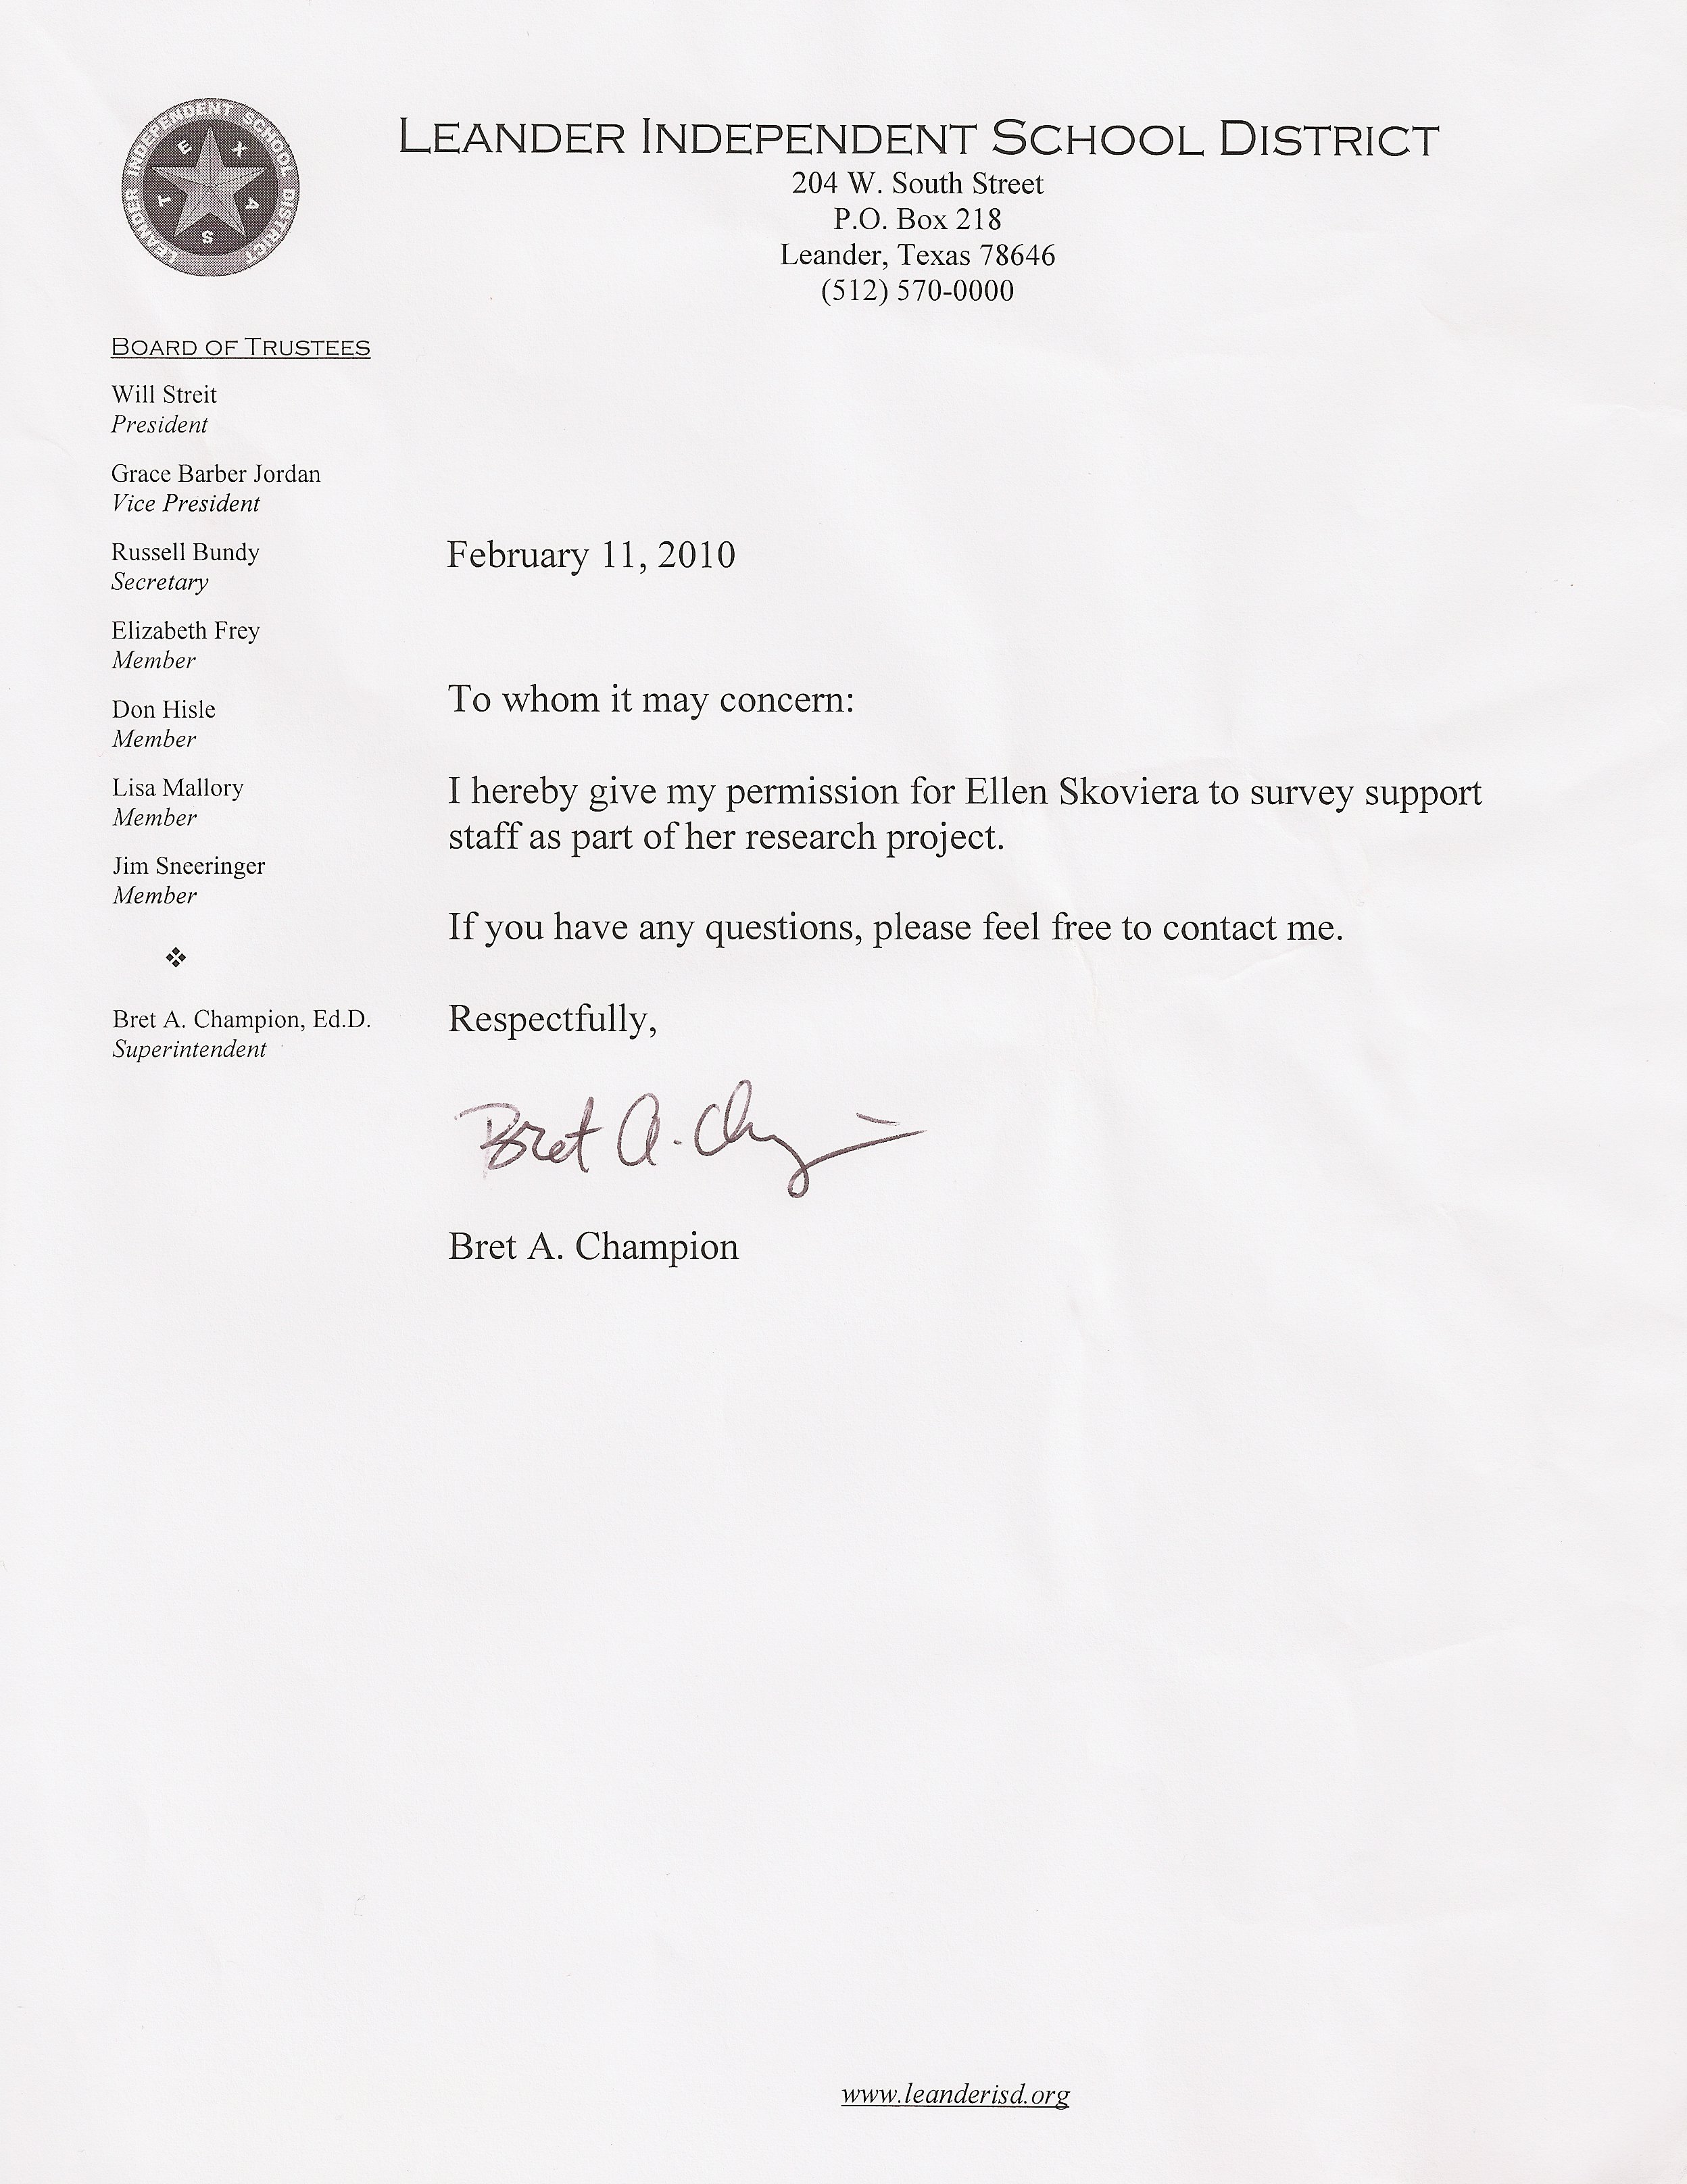 LEANDER INDEPENDENT SCHOOL DISTRICT
TEXAS
LEANDER INDEPENDENT SCHOOL DISTRICT
204 W. South Street
P.O. Box 218
Leander, Texas 78646
(512) 570-0000
BOARD OF TRUSTEES
Will Streit
President
Grace Barber Jordan
Vice President
Russell Bundy
Secretary
Elizabeth Frey
Member
Don Hisle
Member
Lisa Mallory
Member
Jim Sneeringer
Member
Bret A. Champion, Ed.D.
Superintendent
February 11, 2010
To whom it may concern:
I hereby give my permission for Ellen Skoviera to survey support
staff as part of her research project.
If you have any questions, please feel free to contact me.
Respectfully,
Bret A. Champion
Bret A. Champion
www.leanderisd.org